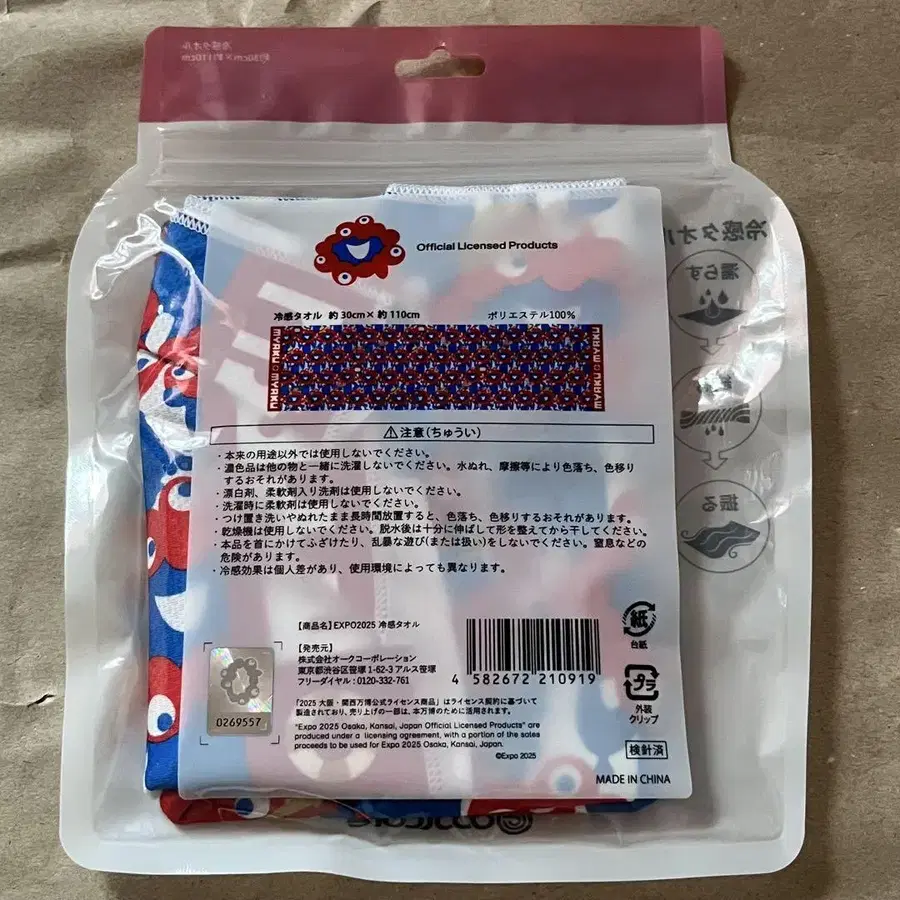 冷感タオル
約30cm×約110cm
Official Licensed Products
冷感タオル 約 30cm× 約 110cm
ポリエステル100%
MYAKU MYAKU
MYAKU MYAKU
⚠注意(ちゅうい)
・本来の用途以外では使用しないでください。
・濃色品は他の物と一緒に洗濯しないでください。水ぬれ、摩擦等により色落ち、色移り
するおそれがあります。
・漂白剤、柔軟剤入り洗剤は使用しないでください。
・洗濯時に柔軟剤は使用しないでください。
・つけ置き洗いやぬれたまま長時間放置すると、色落ち、色移りするおそれがあります。
・乾燥機は使用しないでください。脱水後は十分に伸ばして形を整えてから干してください。
・本品を首にかけてふざけたり、乱暴な遊び(または扱い)をしないでください。窒息などの
危険があります。
・冷感効果は個人差があり、使用環境によっても異なります。
【商品名】EXPO2025 冷感タオル
【発売元】
株式会社オークコーポレーション
東京都渋谷区笹塚 1-62-3 アルス笹塚
フリーダイヤル:0120-332-761
4 582672 210919
紙
台紙
プラ
外装
クリップ
0269557
「2025 大阪・関西万博公式ライセンス商品」はライセンス契約に基づいて
製造されており、売り上げの一部は、本万博のために活用されます。
"Expo 2025 Osaka, Kansai, Japan Official Licensed Products" are
produced under a licensing agreement, with a portion of the sales
proceeds to be used for Expo 2025 Osaka, Kansai, Japan.
©Expo 2025
検針済
MADE IN CHINA
冷感タオル
濡らす
振る